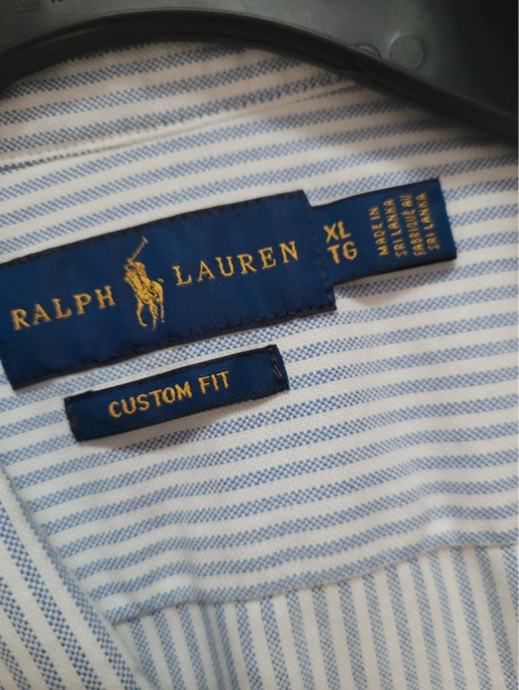 RALPH LAUREN
XL
TG
MADE IN
SRI LANKA
FABRIQUÉ AU
SRI LANKA
CUSTOM FIT